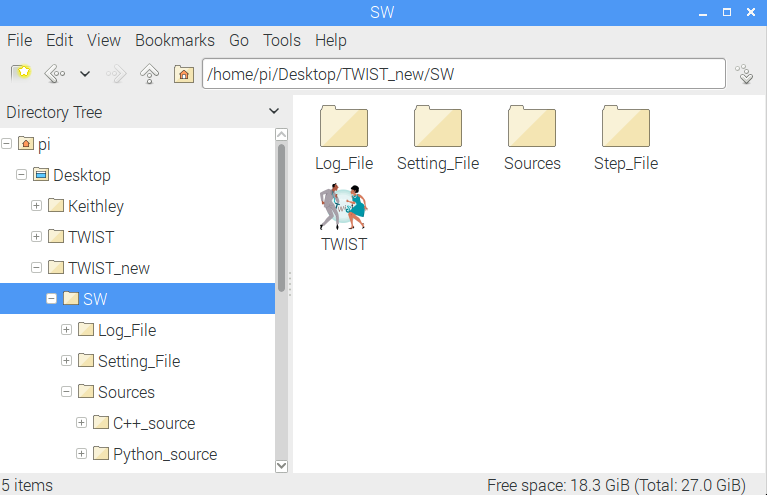 SW
File Edit View Bookmarks Go Tools Help
/home/pi/Desktop/TWIST_new/SW
Directory Tree
pi
Desktop
Keithley
TWIST
TWIST_new
SW
Log_File
Setting_File
Sources
C++_source
Python_source
Log_File Setting_File Sources Step_File
TWIST
5 items Free space: 18.3 GiB (Total: 27.0 GiB)